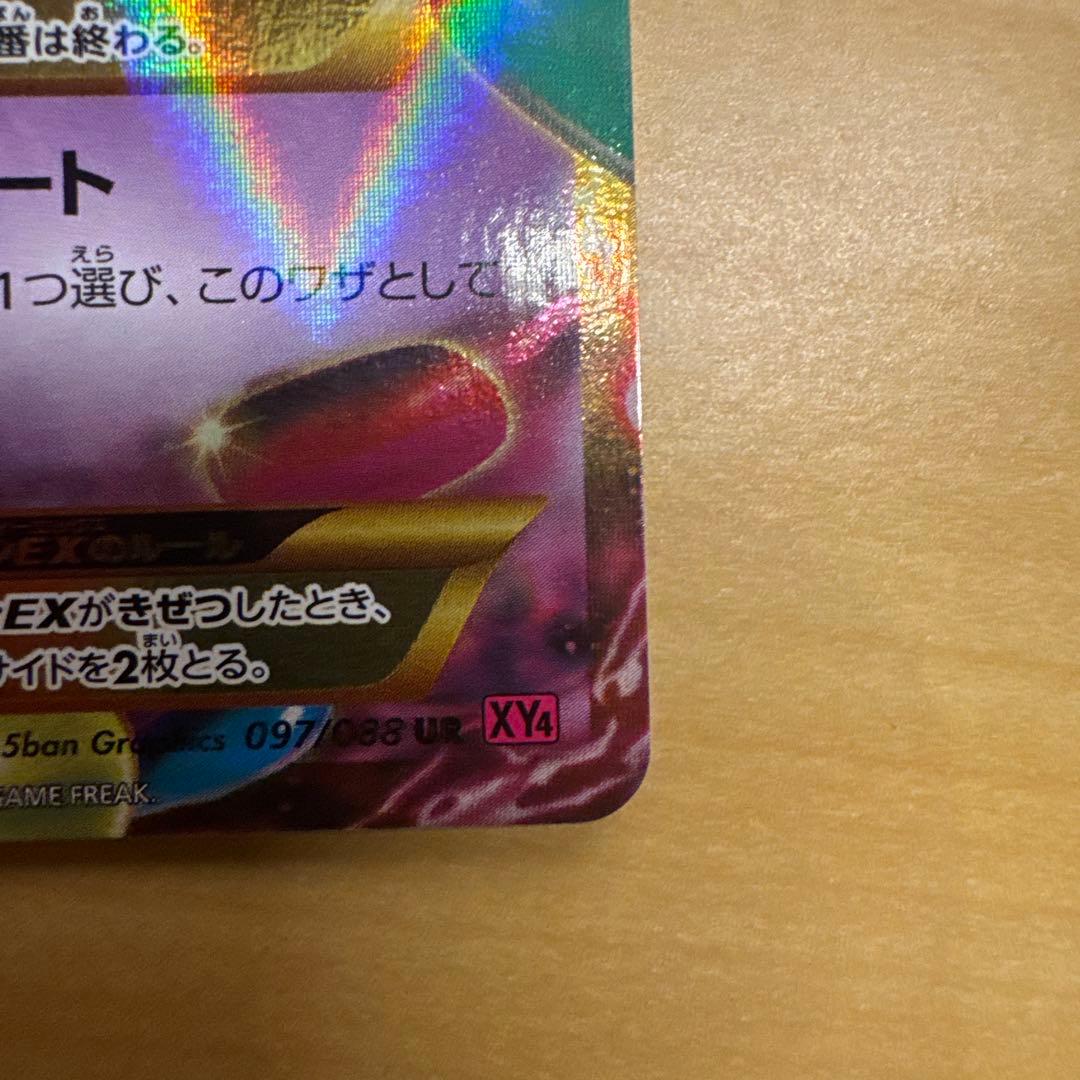 番は終わる。
ート
1つ選び、このワザとして
EXのルール
EXがきぜつしたとき、
サイドを2枚とる。
5ban Graphics 097/088 UR XY4
GAME FREAK.